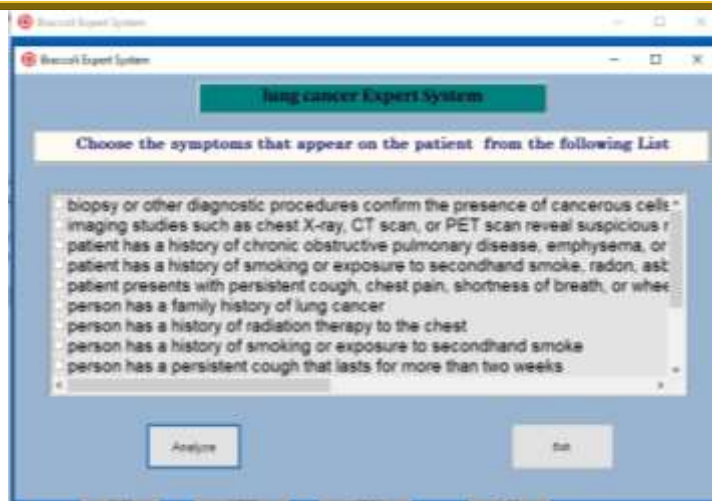 Broccoli Expert System
Broccoli Expert System
lung cancer Expert System
Choose the symptoms that appear on the patient from the following List
biopsy or other diagnostic procedures confirm the presence of cancerous cells
imaging studies such as chest X-ray, CT scan, or PET scan reveal suspicious
patient has a history of chronic obstructive pulmonary disease, emphysema, or
patient has a history of smoking or exposure to secondhand smoke, radon,
patient presents with persistent cough, chest pain, shortness of breath, or
person has a family history of lung cancer
person has a history of radiation therapy to the chest
person has a history of smoking or exposure to secondhand smoke
person has a persistent cough that lasts for more than two weeks
Analyze
Exit